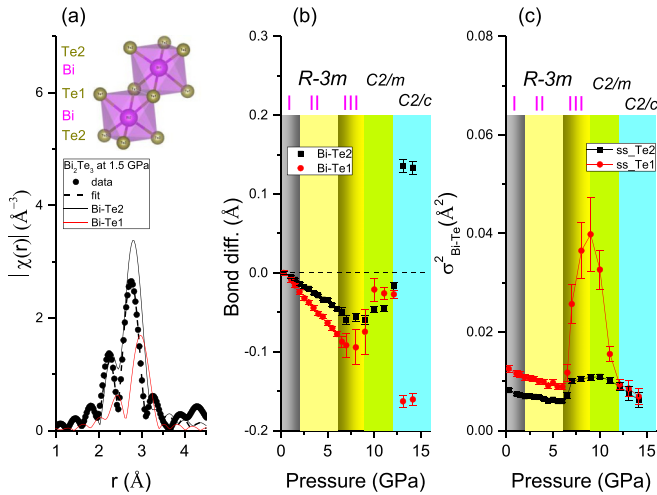 (a)
Te2
Bi
Te1
Bi
Te2
Bi₂Te₃ at 1.5 GPa
data
fit
Bi-Te2
Bi-Te1
|χ(r)| (Å⁻³)
0
2
4
6
1
2
3
4
r (Å)
(b)
R-3m
C2/m
C2/c
I
II
III
Bi-Te2
Bi-Te1
Bond diff. (Å)
0.2
0.1
0.0
-0.1
-0.2
0
5
10
15
Pressure (GPa)
(c)
R-3m
C2/m
C2/c
I
II
III
ss_Te2
ss_Te1
σ²Bi-Te(Å²)
0.08
0.06
0.04
0.02
0.00
0
5
10
15
Pressure (GPa)